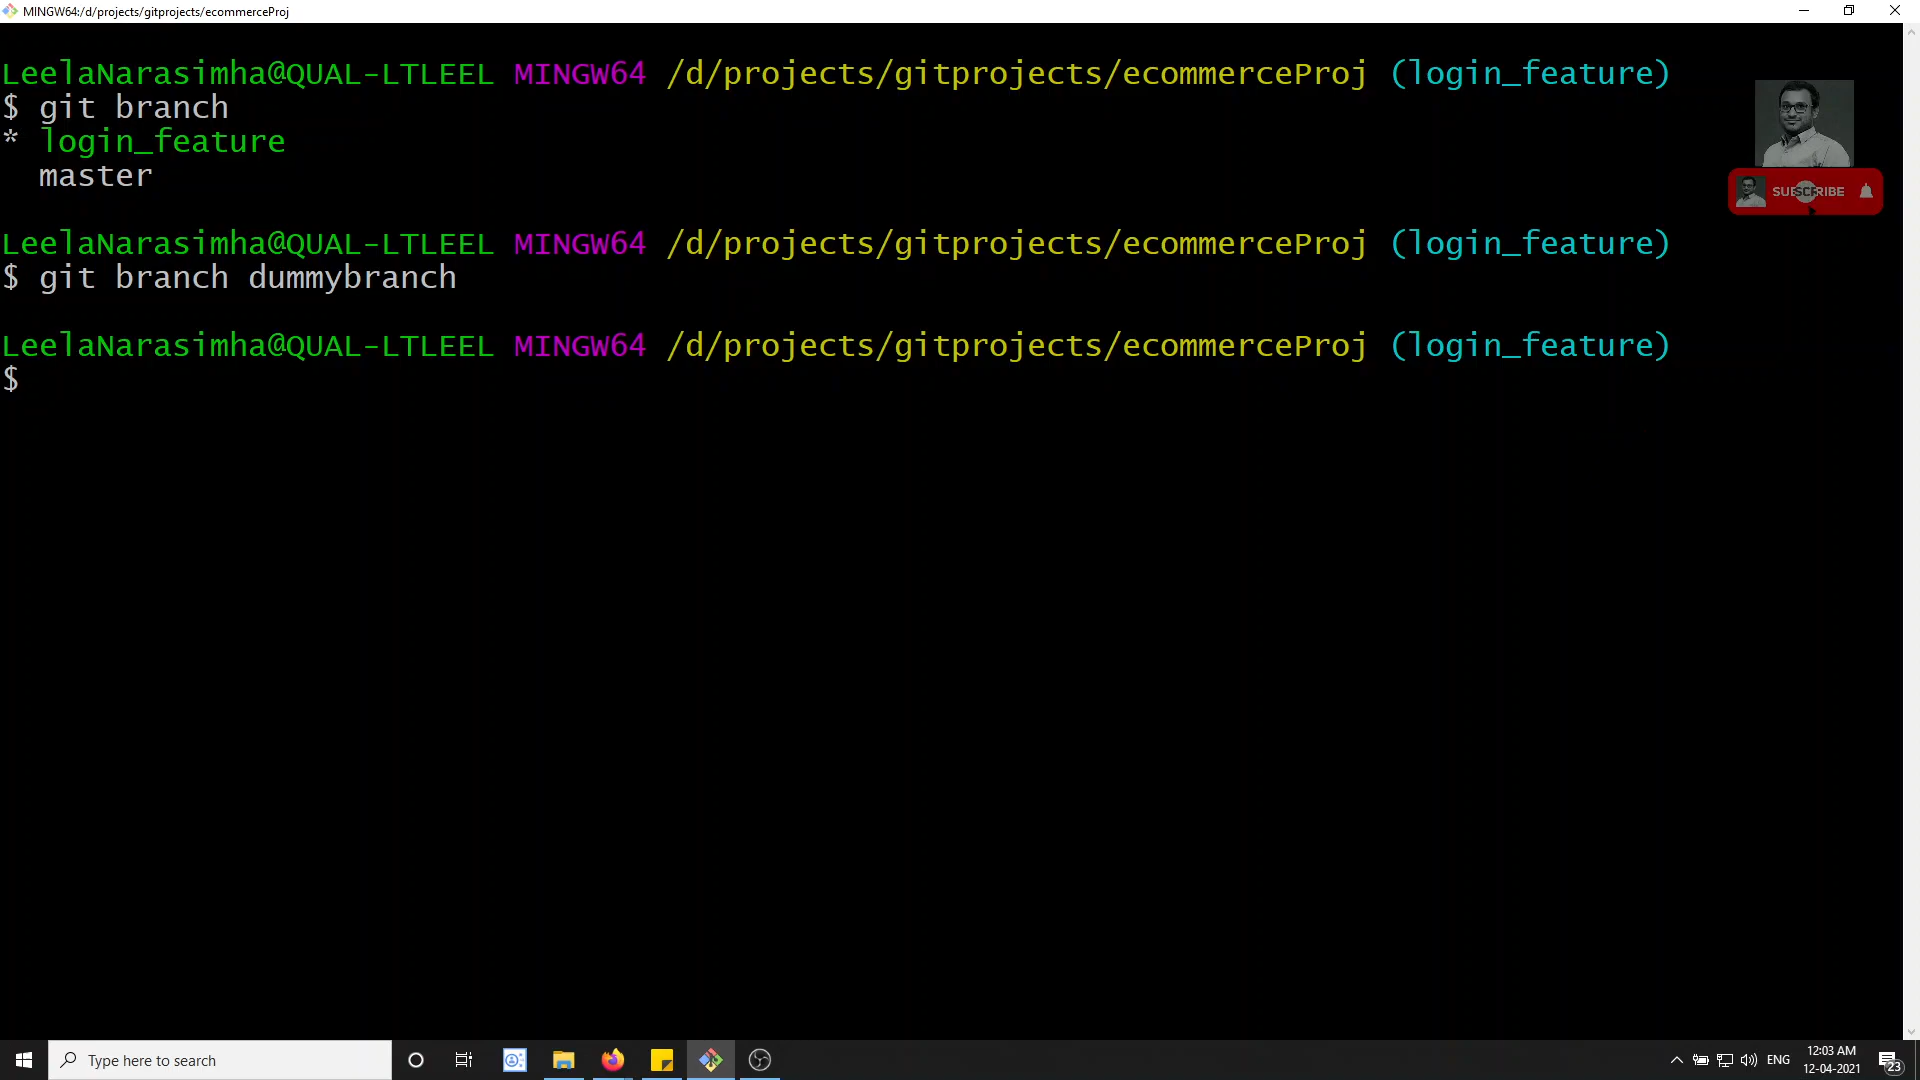 MINGW64:/d/projects/gitprojects/ecommerceProj
LeelaNarasimha@QUAL-LTLEEL MINGW64 /d/projects/gitprojects/ecommerceProj (login_feature)
$ git branch
* login_feature
master
SUBSCRIBE
LeelaNarasimha@QUAL-LTLEEL MINGW64 /d/projects/gitprojects/ecommerceProj (login_feature)
$ git branch dummybranch
LeelaNarasimha@QUAL-LTLEEL MINGW64 /d/projects/gitprojects/ecommerceProj (login_feature)
$
Type here to search
ENG
12:03 AM
12-04-2021
23